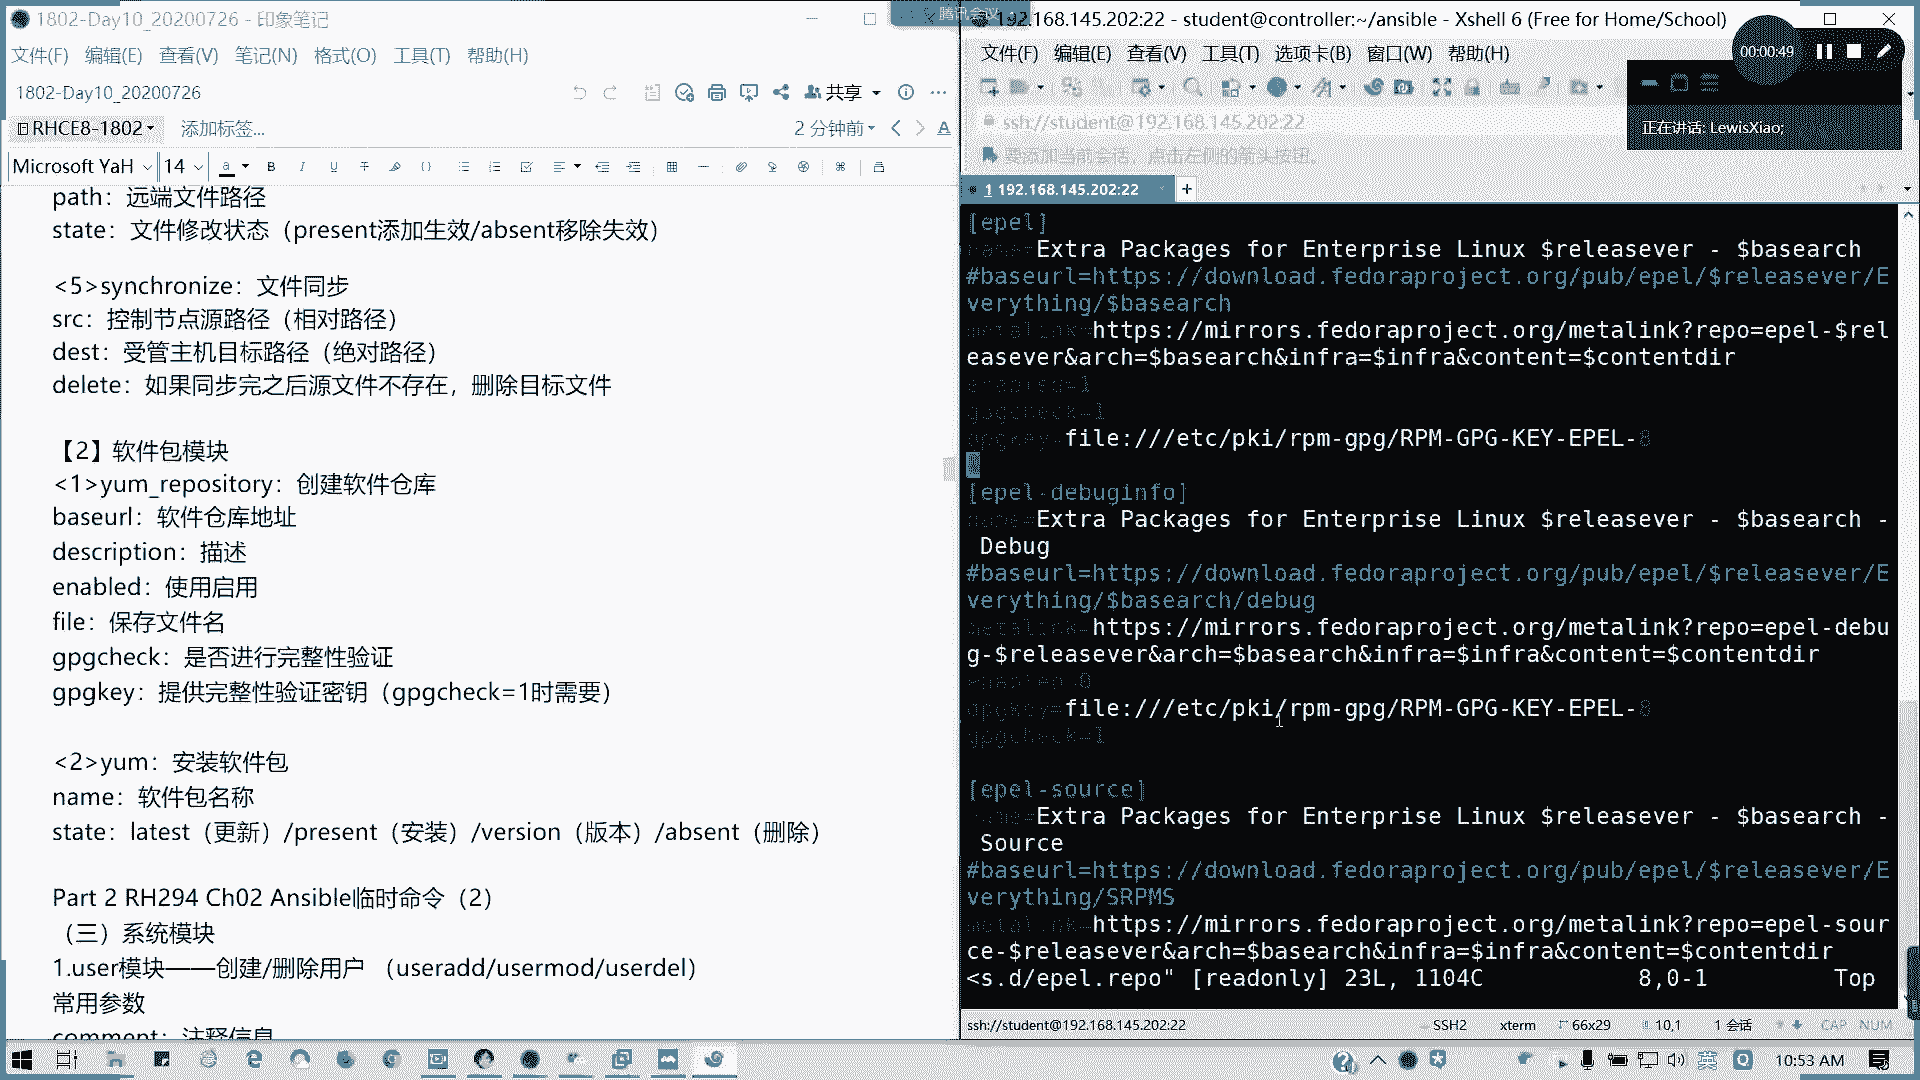 1802-Day10_20200726 - 印象笔记
文件(F) 编辑(E) 查看(V) 笔记(N) 格式(O) 工具(T) 帮助(H)
1802-Day10_20200726
共享
RHCE8-1802
添加标签...
2 分钟前
Microsoft YaH
14
path：远端文件路径
state：文件修改状态（present添加生效/absent移除失效）
<5>synchronize：文件同步
src：控制节点源路径（相对路径）
dest：受管主机目标路径（绝对路径）
delete：如果同步完之后源文件不存在，删除目标文件
【2】软件包模块
<1>yum_repository：创建软件仓库
baseurl：软件仓库地址
description：描述
enabled：使用启用
file：保存文件名
gpgcheck：是否进行完整性验证
gpgkey：提供完整性验证密钥（gpgcheck=1时需要）
<2>yum：安装软件包
name：软件包名称
state：latest（更新）/present（安装）/version（版本）/absent（删除）
Part 2 RH294 Ch02 Ansible临时命令（2）
（三）系统模块
1.user模块——创建/删除用户 （useradd/usermod/userdel）
常用参数
comment：注释信息
腾讯会议
192.168.145.202:22 - student@controller:~/ansible - Xshell 6 (Free for Home/School)
文件(F) 编辑(E) 查看(V) 工具(T) 选项卡(B) 窗口(W) 帮助(H)
00:00:49
正在讲话: LewisXiao;
ssh://student@192.168.145.202:22
要添加当前会话，点击左侧的箭头按钮。
1 192.168.145.202:22
[epel]
name=Extra Packages for Enterprise Linux $releasever - $basearch
#baseurl=https://download.fedoraproject.org/pub/epel/$releasever/E
verything/$basearch
metalink=https://mirrors.fedoraproject.org/metalink?repo=epel-$rel
easever&arch=$basearch&infra=$infra&content=$contentdir
enabled=1
gpgcheck=1
gpgkey=file:///etc/pki/rpm-gpg/RPM-GPG-KEY-EPEL-8
[epel-debuginfo]
name=Extra Packages for Enterprise Linux $releasever - $basearch -
Debug
#baseurl=https://download.fedoraproject.org/pub/epel/$releasever/E
verything/$basearch/debug
metalink=https://mirrors.fedoraproject.org/metalink?repo=epel-debu
g-$releasever&arch=$basearch&infra=$infra&content=$contentdir
enabled=0
gpgkey=file:///etc/pki/rpm-gpg/RPM-GPG-KEY-EPEL-8
gpgcheck=1
[epel-source]
name=Extra Packages for Enterprise Linux $releasever - $basearch -
Source
#baseurl=https://download.fedoraproject.org/pub/epel/$releasever/E
verything/SRPMS
metalink=https://mirrors.fedoraproject.org/metalink?repo=epel-sour
ce-$releasever&arch=$basearch&infra=$infra&content=$contentdir
<s.d/epel.repo" [readonly] 23L, 1104C 8,0-1 Top
ssh://student@192.168.145.202:22 SSH2 xterm 66x29 10,1 1 会话 CAP NUM
英
10:53 AM